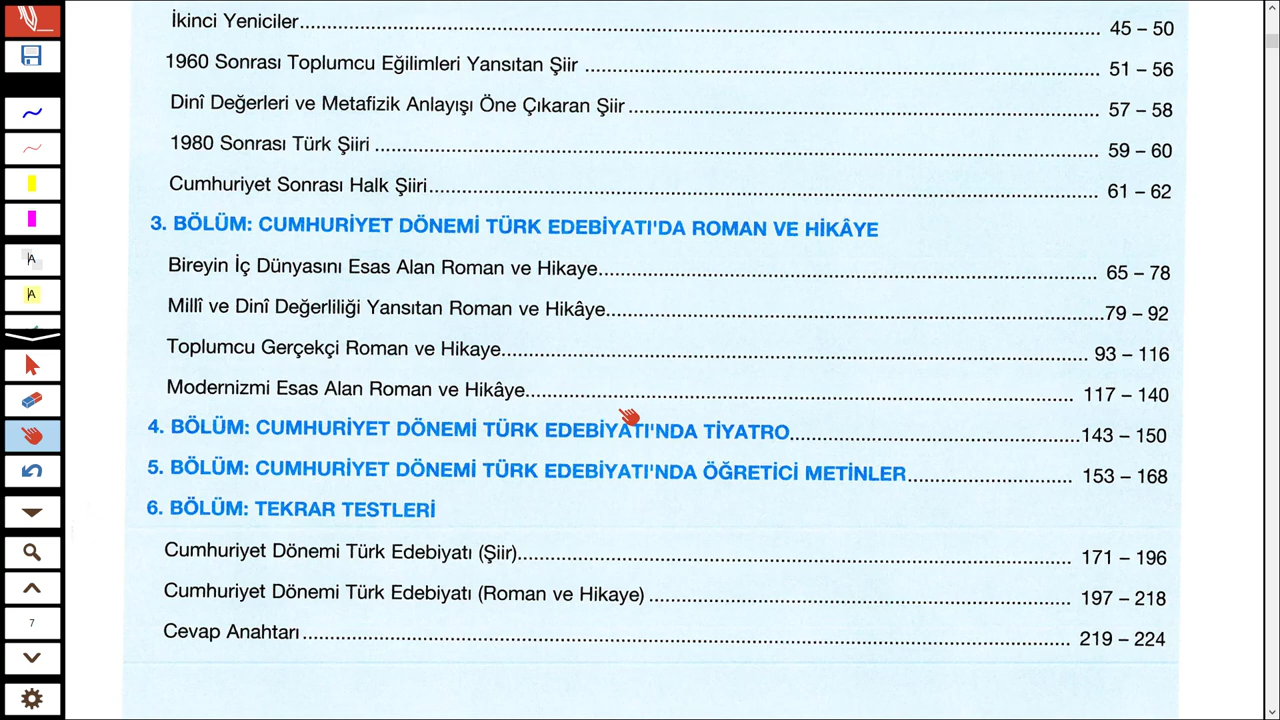 İkinci Yeniciler........ 45 – 50
1960 Sonrası Toplumcu Eğilimleri Yansıtan Şiir ........ 51 – 56
Dinî Değerleri ve Metafizik Anlayışı Öne Çıkaran Şiir ........ 57 – 58
1980 Sonrası Türk Şiiri ........ 59 – 60
Cumhuriyet Sonrası Halk Şiiri........ 61 – 62
3. BÖLÜM: CUMHURİYET DÖNEMİ TÜRK EDEBİYATI'DA ROMAN VE HİKÂYE
Bireyin İç Dünyasını Esas Alan Roman ve Hikaye........ 65 – 78
Millî ve Dinî Değerliliği Yansıtan Roman ve Hikâye........79 – 92
Toplumcu Gerçekçi Roman ve Hikaye........ 93 – 116
Modernizmi Esas Alan Roman ve Hikâye........ 117 – 140
4. BÖLÜM: CUMHURİYET DÖNEMİ TÜRK EDEBİYATI'NDA TİYATRO........143 – 150
5. BÖLÜM: CUMHURİYET DÖNEMİ TÜRK EDEBİYATI'NDA ÖĞRETİCİ METİNLER........ 153 – 168
6. BÖLÜM: TEKRAR TESTLERİ
Cumhuriyet Dönemi Türk Edebiyatı (Şiir)........ 171 – 196
Cumhuriyet Dönemi Türk Edebiyatı (Roman ve Hikaye) ........ 197 – 218
Cevap Anahtarı........ 219 – 224
A
A
7